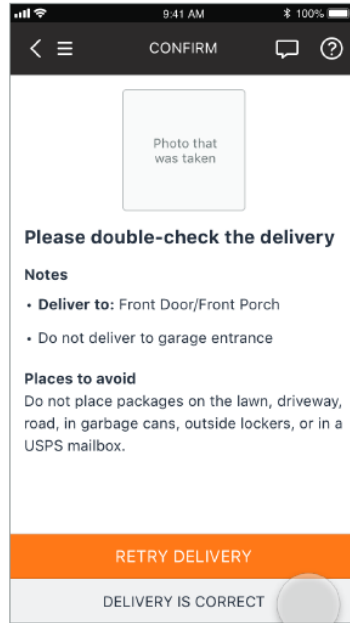 9:41 AM 100%
CONFIRM
Photo that
was taken
Please double-check the delivery
Notes
• Deliver to: Front Door/Front Porch
• Do not deliver to garage entrance
Places to avoid
Do not place packages on the lawn, driveway,
road, in garbage cans, outside lockers, or in a
USPS mailbox.
RETRY DELIVERY
DELIVERY IS CORRECT